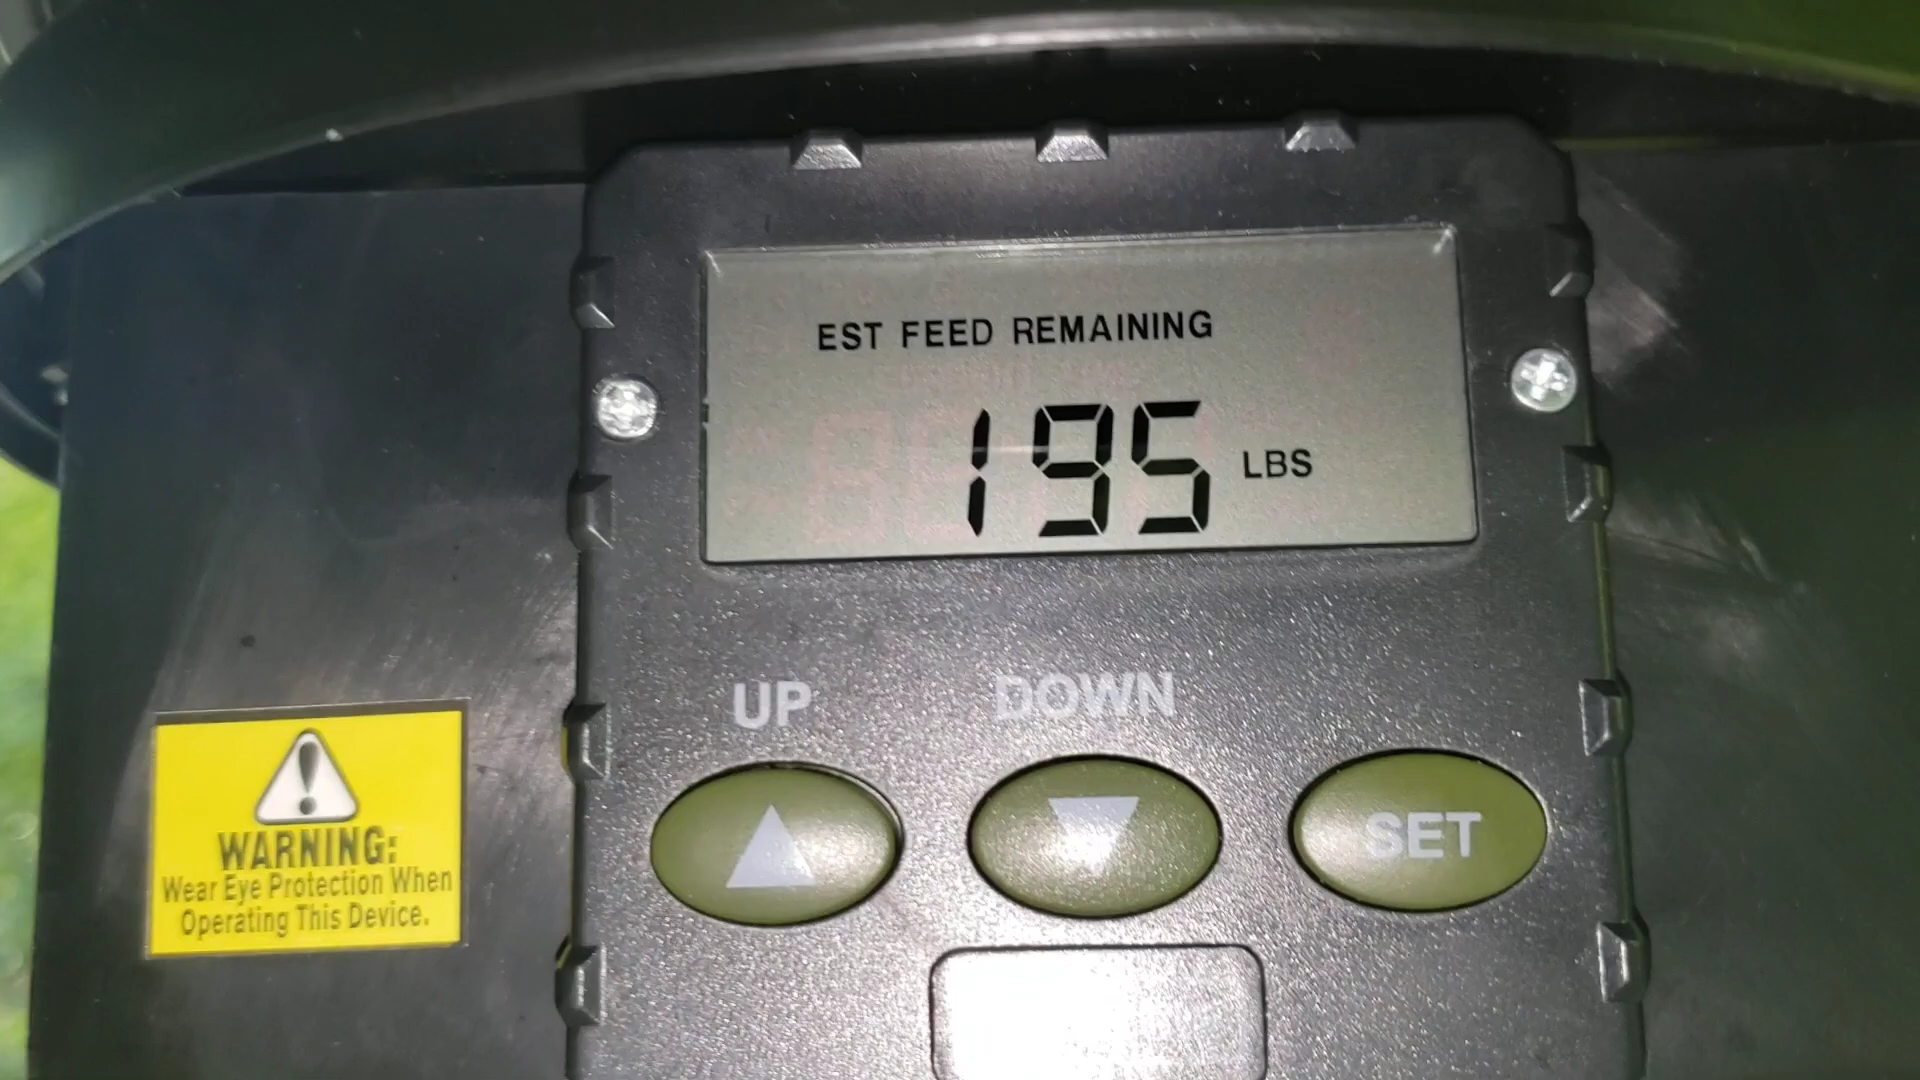 EST FEED REMAINING
195 LBS
UP DOWN
SET
WARNING:
Wear Eye Protection When
Operating This Device.